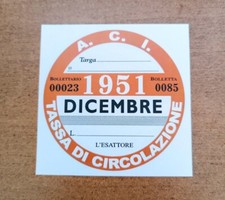 A. C. I.
Targa
BOLLETTARIO 1951 BOLLETTA
00023 0085
DICEMBRE
L.
L'ESATTORE
TASSA DI CIRCOLAZIONE